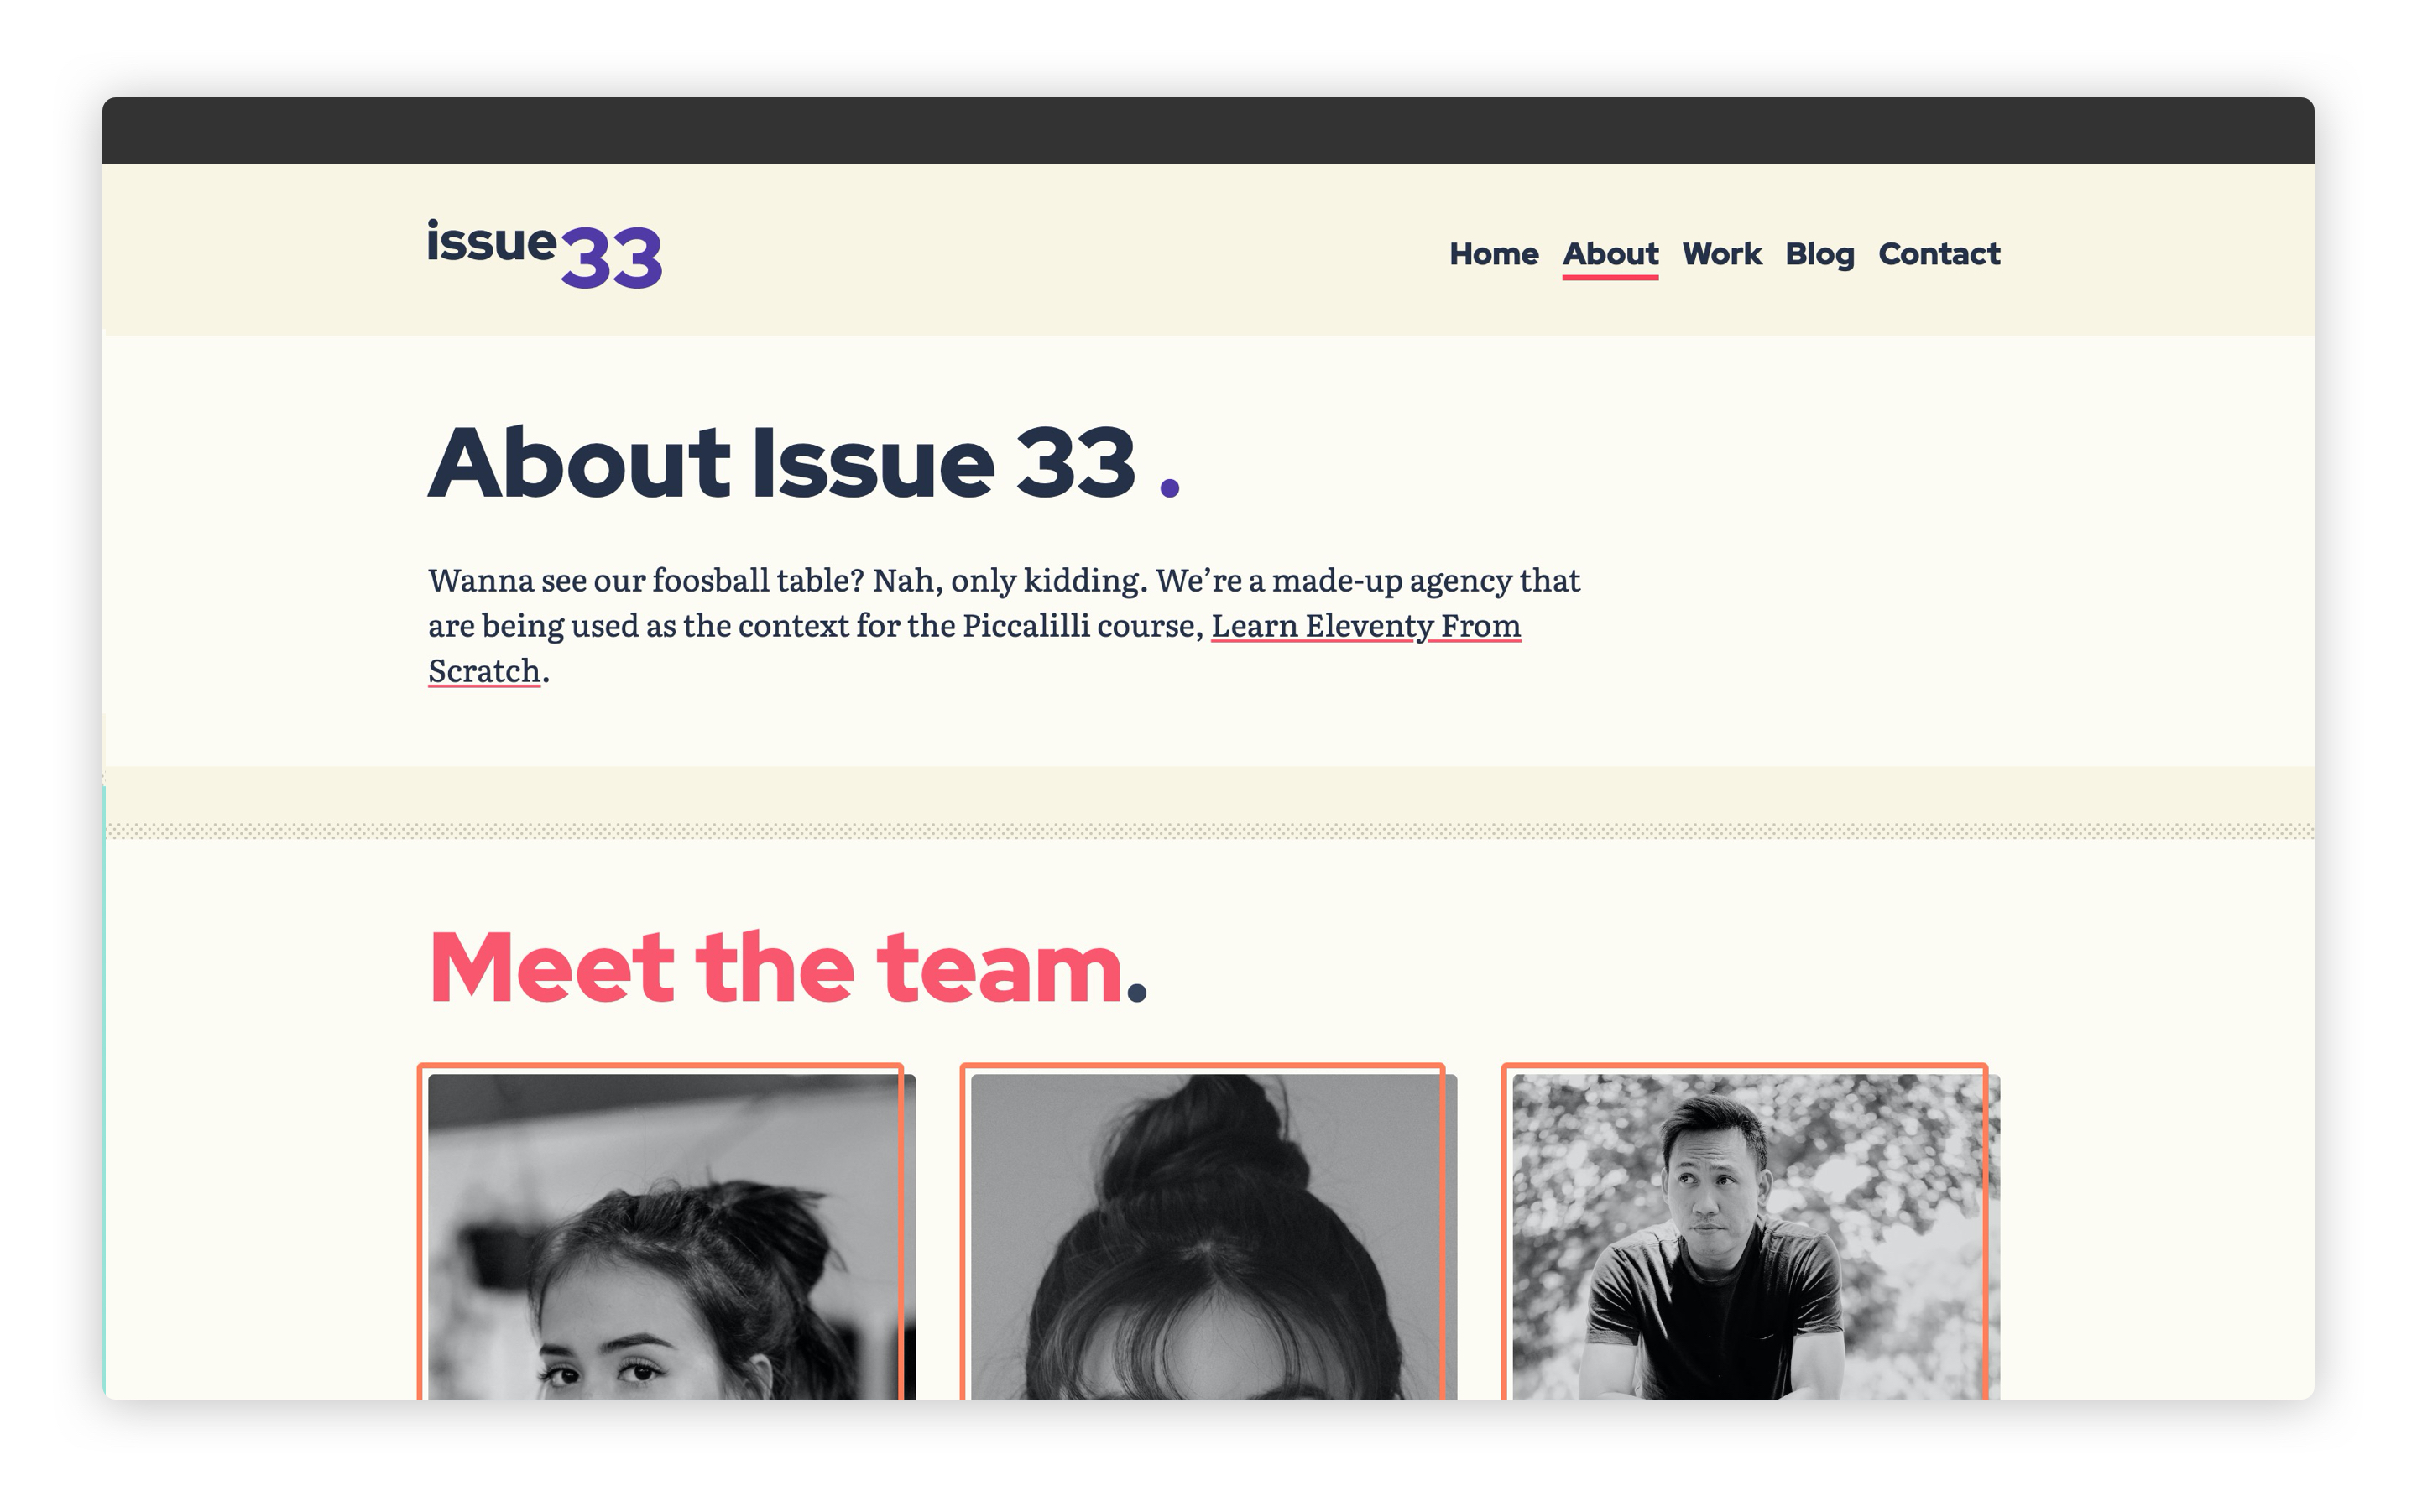 issue33
Home About Work Blog Contact
About Issue 33 .
Wanna see our foosball table? Nah, only kidding. We’re a made-up agency that
are being used as the context for the Piccalilli course, Learn Eleventy From
Scratch.
Meet the team.